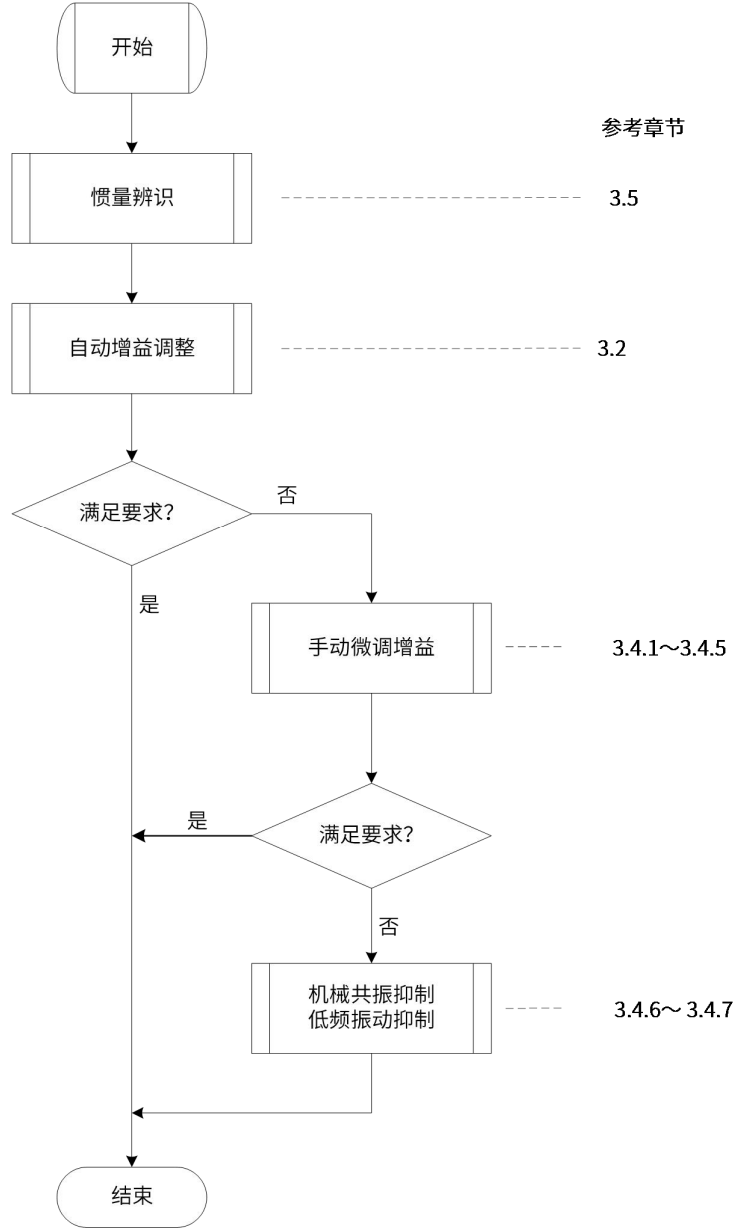 开始
参考章节
惯量辨识
3.5
自动增益调整
3.2
满足要求?
否
是
手动微调增益
3.4.1～3.4.5
是
满足要求?
否
机械共振抑制
低频振动抑制
3.4.6～ 3.4.7
结束